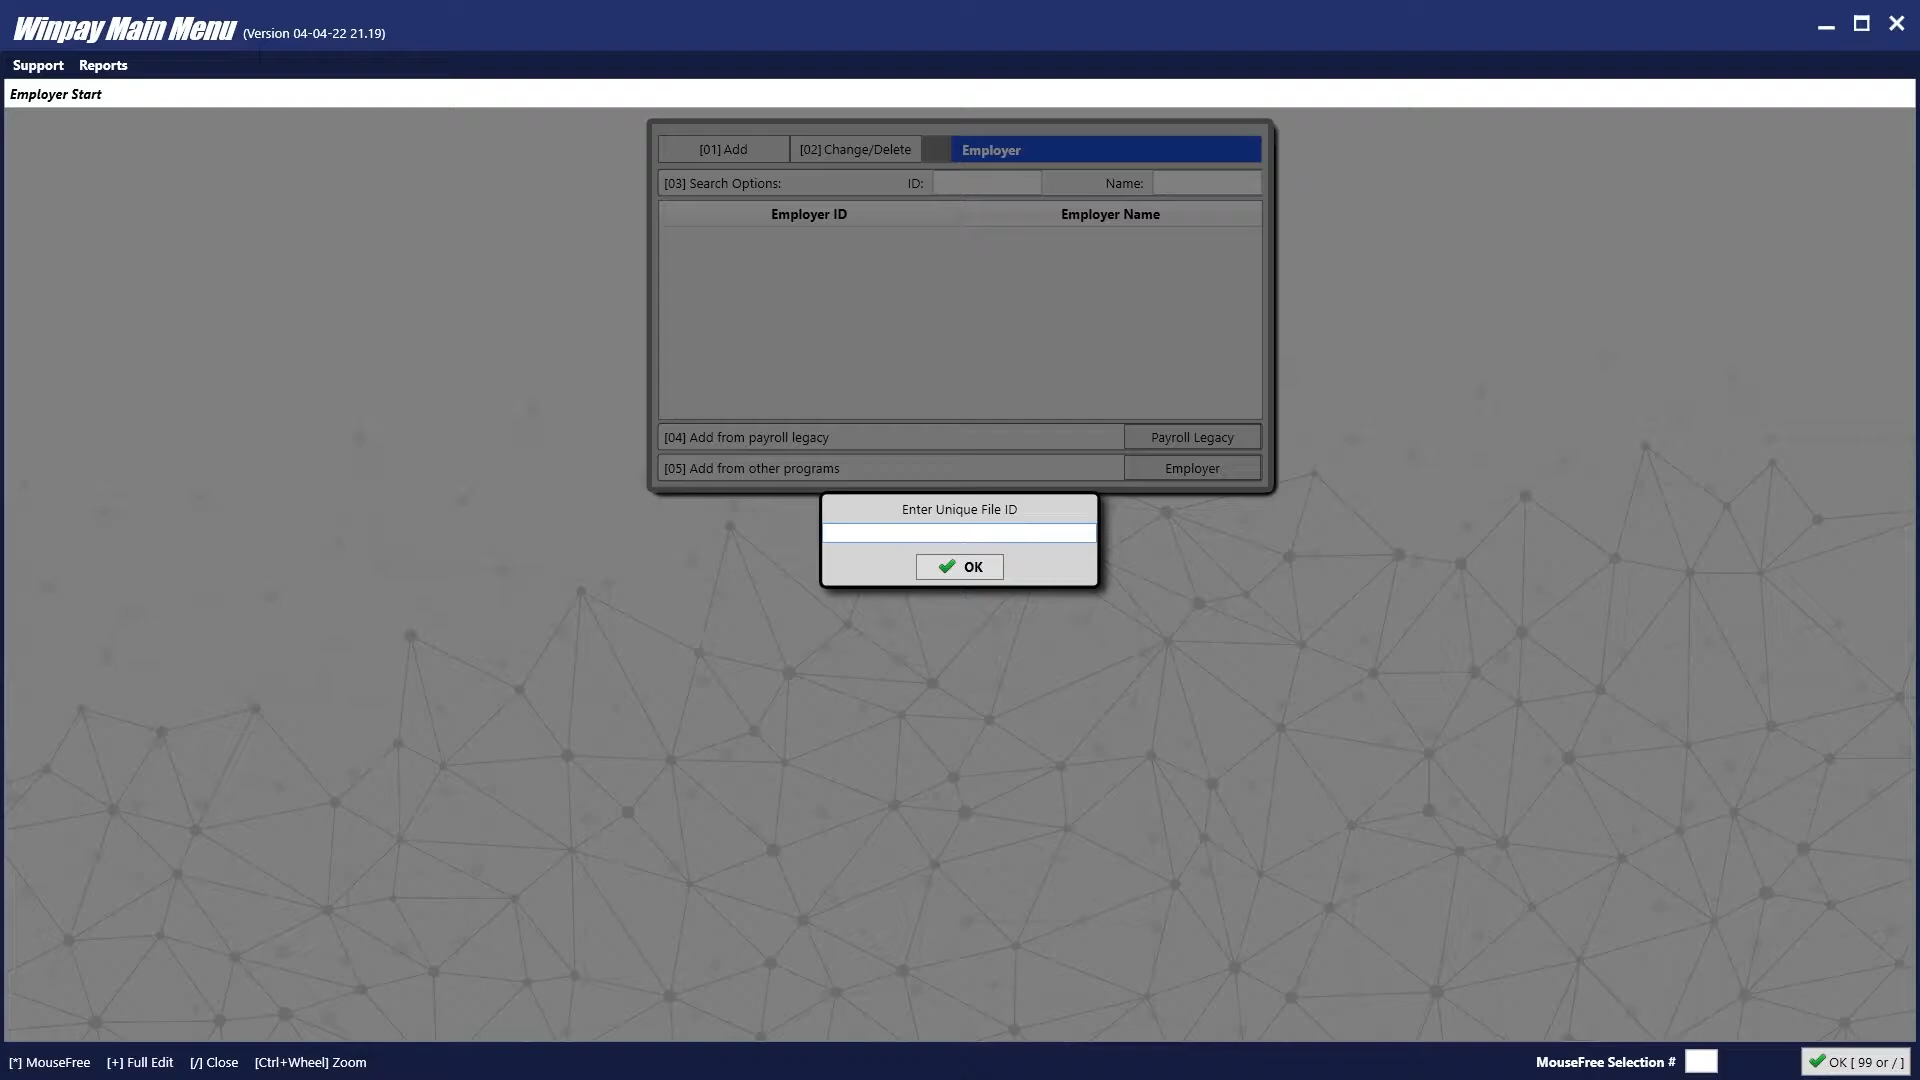 Winpay Main Menu (Version 04-04-22 21.19)
Support Reports
Employer Start
[01] Add [02] Change/Delete Employer
[03] Search Options: ID: Name:
Employer ID Employer Name
[04] Add from payroll legacy Payroll Legacy
[05] Add from other programs Employer
Enter Unique File ID
OK
[*] MouseFree [+] Full Edit [/] Close [Ctrl+Wheel] Zoom MouseFree Selection # OK [ 99 or / ]